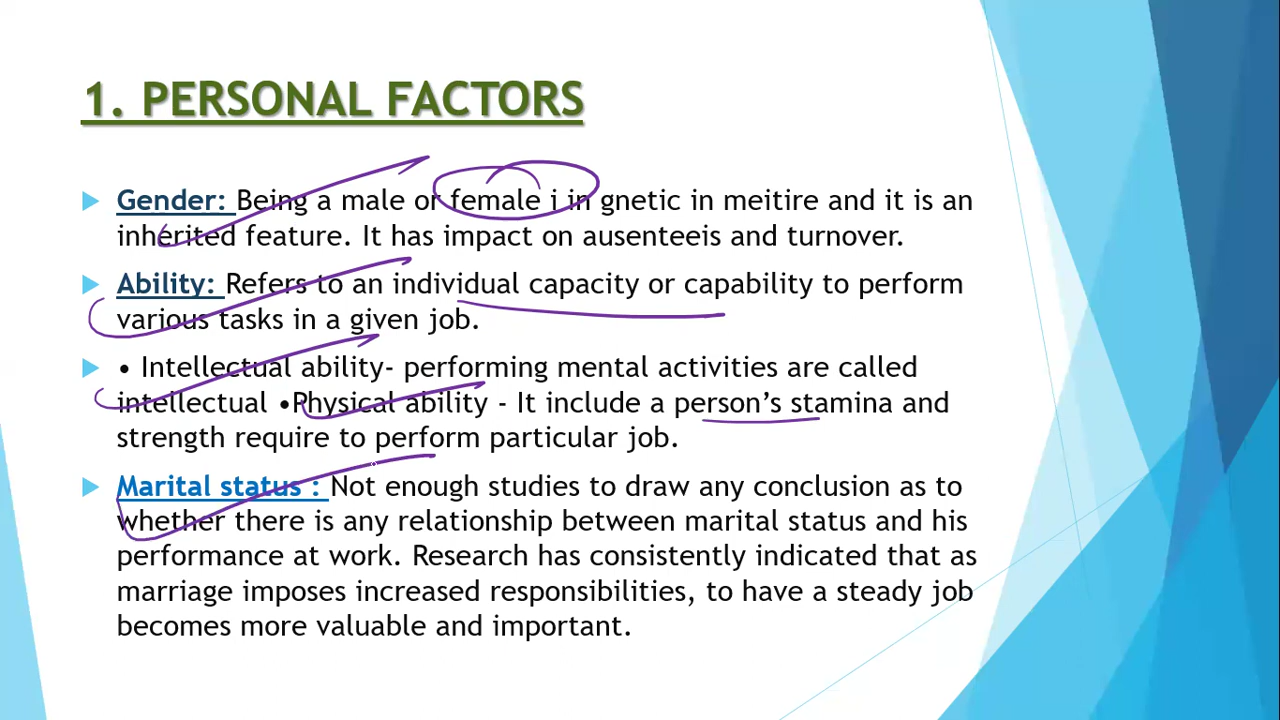 1. PERSONAL FACTORS
Gender: Being a male or female i in gnetic in meitire and it is an
inherited feature. It has impact on ausenteeis and turnover.
Ability: Refers to an individual capacity or capability to perform
various tasks in a given job.
• Intellectual ability- performing mental activities are called
intellectual •Physical ability - It include a person’s stamina and
strength require to perform particular job.
Marital status : Not enough studies to draw any conclusion as to
whether there is any relationship between marital status and his
performance at work. Research has consistently indicated that as
marriage imposes increased responsibilities, to have a steady job
becomes more valuable and important.